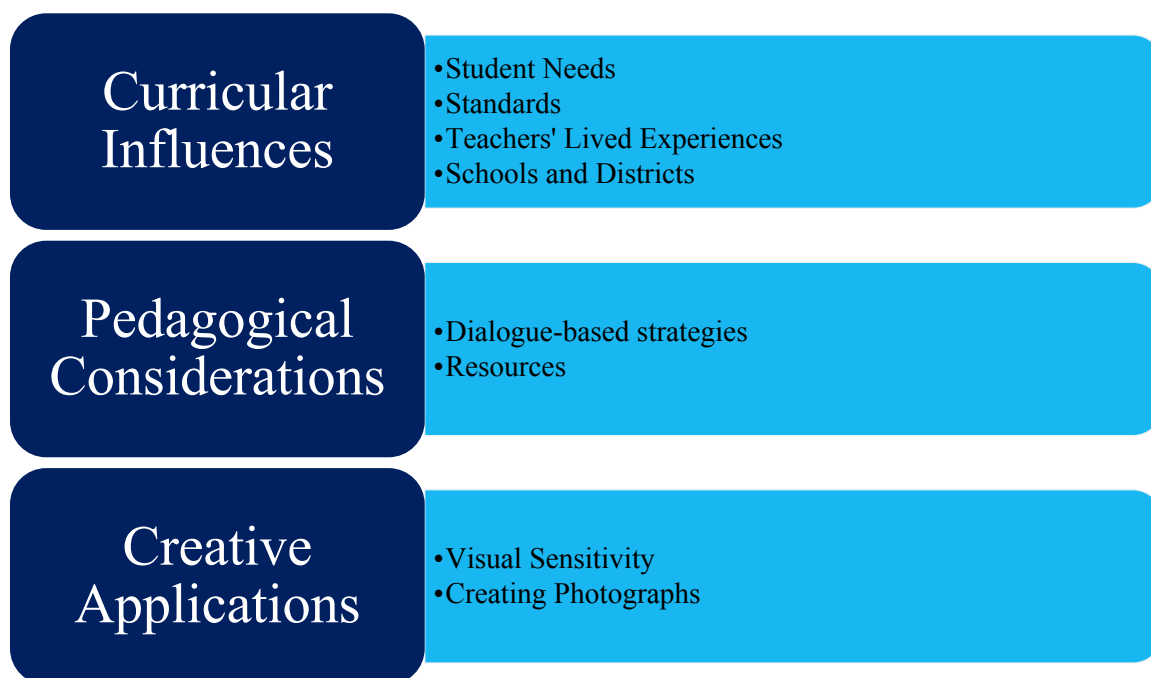 Curricular
Influences
•Student Needs
•Standards
•Teachers' Lived Experiences
•Schools and Districts
Pedagogical
Considerations
•Dialogue-based strategies
•Resources
Creative
Applications
•Visual Sensitivity
•Creating Photographs